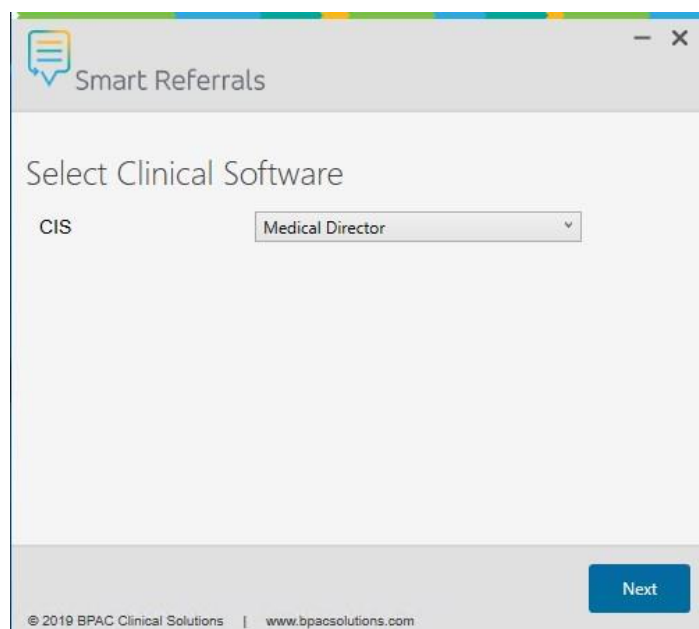 Smart Referrals
Select Clinical Software
CIS Medical Director
Next
© 2019 BPAC Clinical Solutions | www.bpacsolutions.com